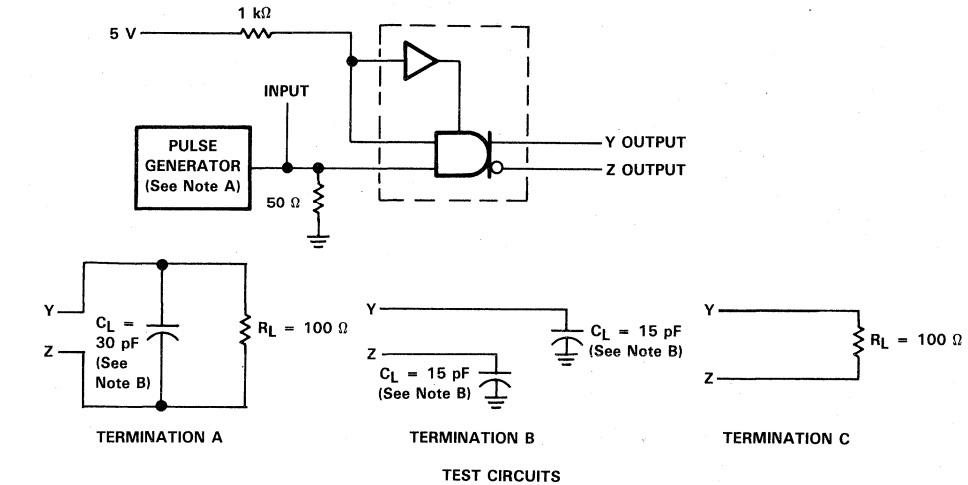 1 kΩ
5 V
INPUT
PULSE
GENERATOR
(See Note A)
50 Ω
Y OUTPUT
Z OUTPUT
Y
Z
CL =
30 pF
(See
Note B)
RL = 100 Ω
TERMINATION A
Y
CL = 15 pF
(See Note B)
Z
CL = 15 pF
(See Note B)
TERMINATION B
Y
RL = 100 Ω
Z
TERMINATION C
TEST CIRCUITS